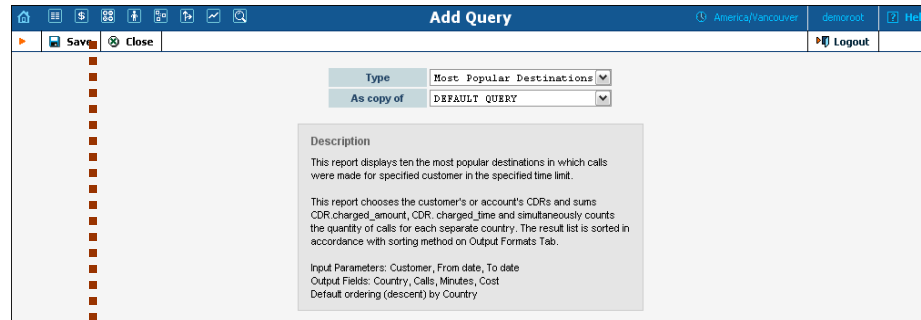 Add Query
America/Vancouver
demoroot
Hel
Save
Close
Logout
Type
Most Popular Destinations
As copy of
DEFAULT QUERY
Description
This report displays ten the most popular destinations in which calls
were made for specified customer in the specified time limit.
This report chooses the customer's or account's CDRs and sums
CDR.charged_amount, CDR. charged_time and simultaneously counts
the quantity of calls for each separate country. The result list is sorted in
accordance with sorting method on Output Formats Tab.
Input Parameters: Customer, From date, To date
Output Fields: Country, Calls, Minutes, Cost
Default ordering (descent) by Country